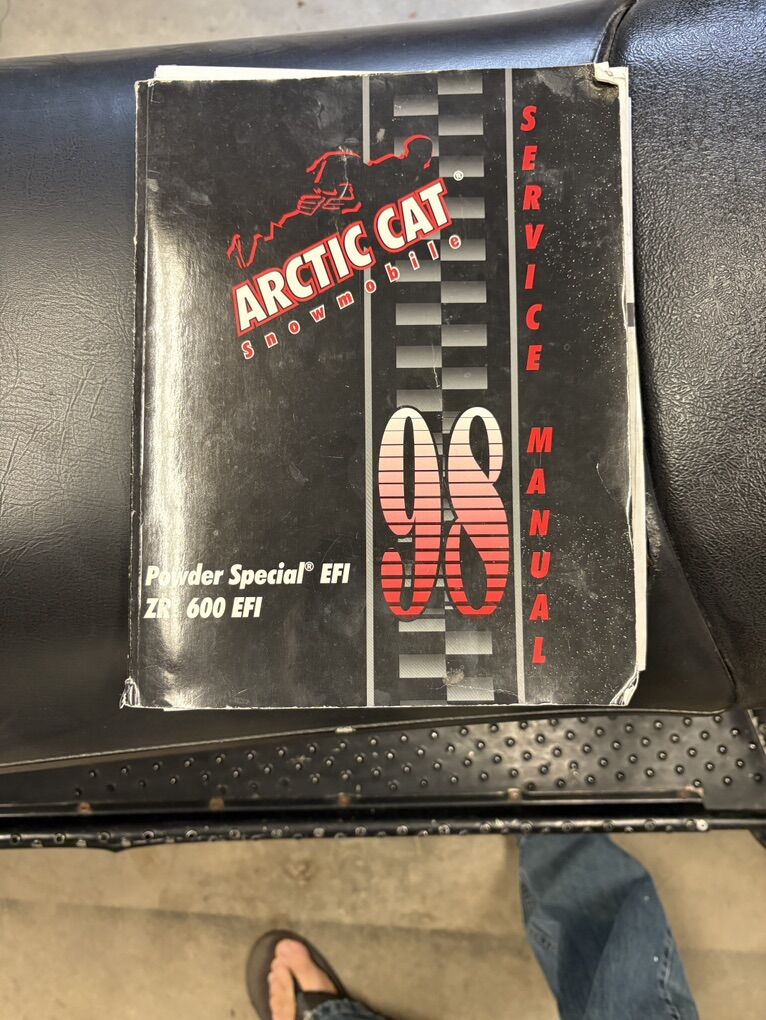 ARCTIC CAT®
Snowmobile
98
Powder Special® EFI
ZR 600 EFI
SERVICE MANUAL